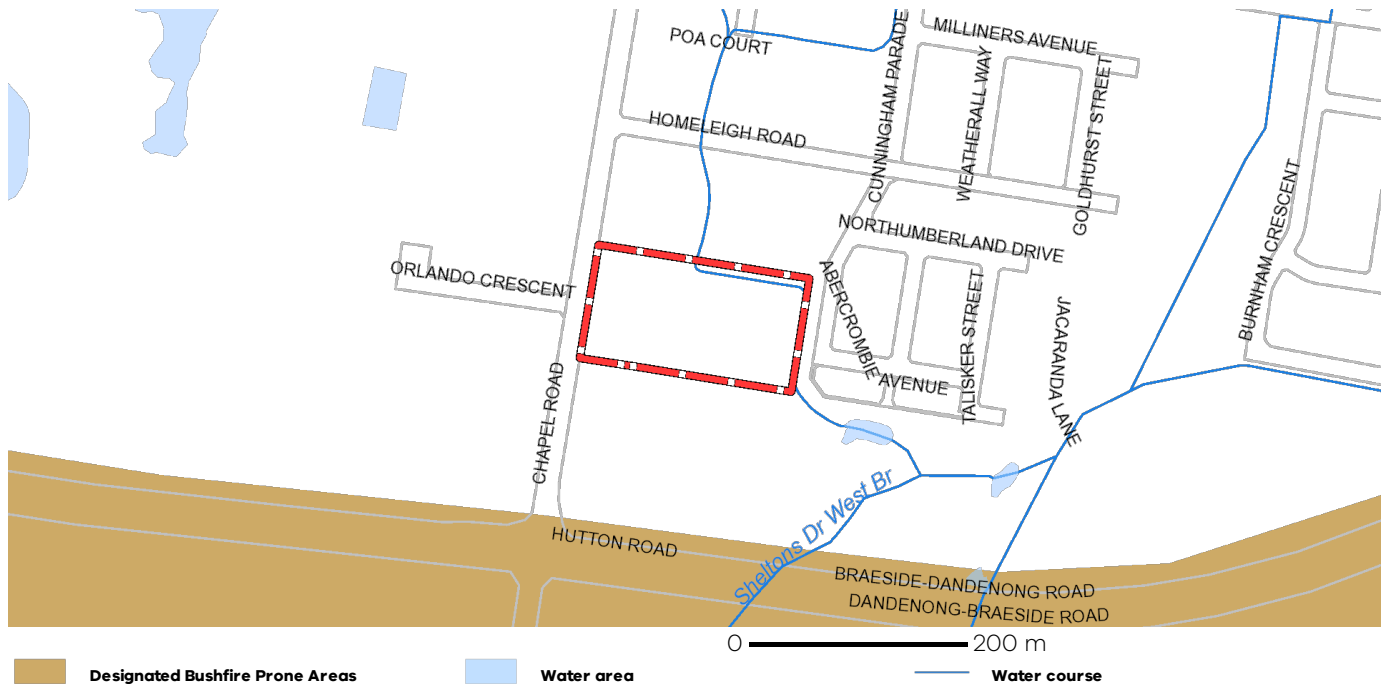 POA COURT
MILLINERS AVENUE
CUNNINGHAM PARADE
WEATHERALL WAY
GOLDHURST STREET
HOMELEIGH ROAD
NORTHUMBERLAND DRIVE
BURNHAM CRESCENT
ORLANDO CRESCENT
ABERCROMBIE AVENUE
TALISKER STREET
JACARANDA LANE
CHAPEL ROAD
Sheltons Dr West Br
HUTTON ROAD
BRAESIDE-DANDENONG ROAD
DANDENONG-BRAESIDE ROAD
0 200 m
Designated Bushfire Prone Areas
Water area
Water course